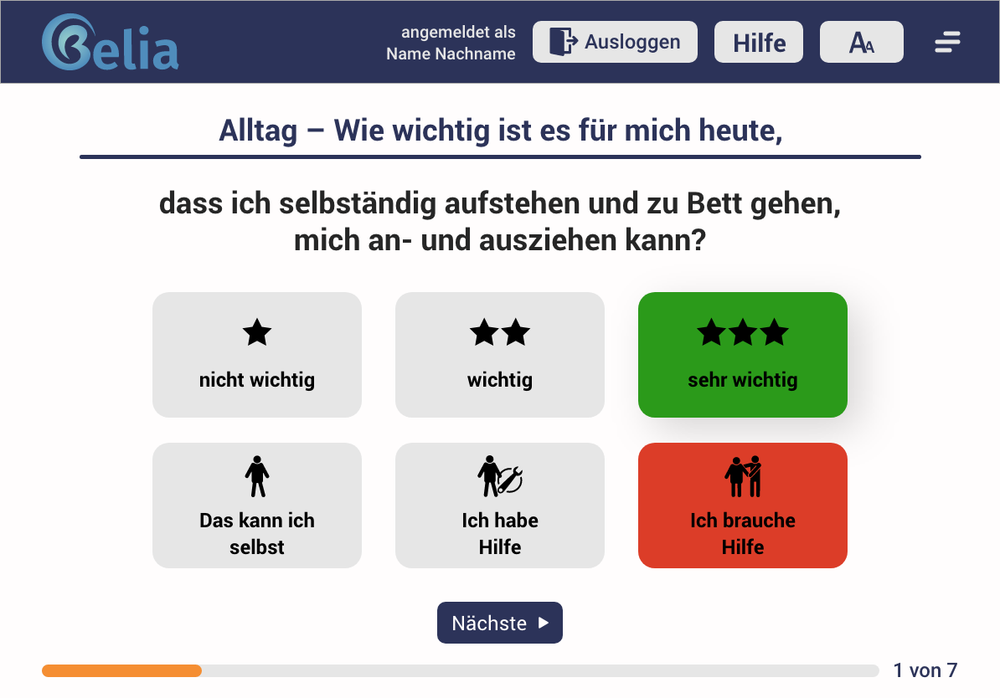 Belia
angemeldet als
Name Nachname
Ausloggen
Hilfe
AA
Alltag – Wie wichtig ist es für mich heute,
dass ich selbständig aufstehen und zu Bett gehen,
mich an- und ausziehen kann?
nicht wichtig
wichtig
sehr wichtig
Das kann ich
selbst
Ich habe
Hilfe
Ich brauche
Hilfe
Nächste
1 von 7